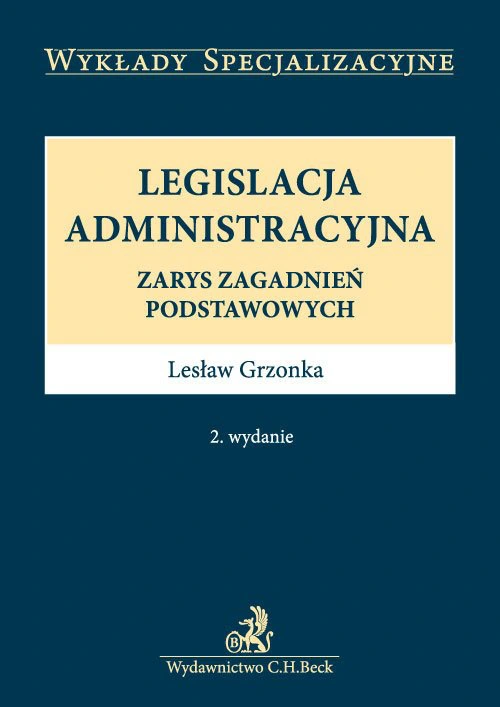 Wykłady Specjalizacyjne
LEGISLACJA
ADMINISTRACYJNA
ZARYS ZAGADNIEŃ
PODSTAWOWYCH
Lesław Grzonka
2. wydanie
B
Wydawnictwo C.H.Beck